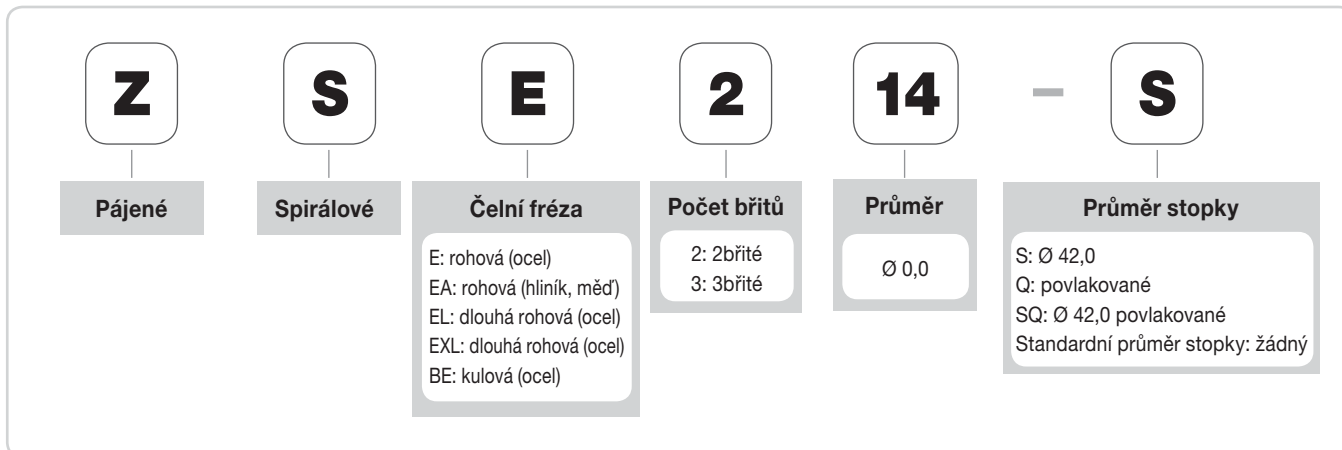 Z S E 2 14 – S
Pájené
Spirálové
Čelní fréza
E: rohová (ocel)
EA: rohová (hliník, měď)
EL: dlouhá rohová (ocel)
EXL: dlouhá rohová (ocel)
BE: kulová (ocel)
Počet břitů
2: 2břité
3: 3břité
Průměr
Ø 0,0
Průměr stopky
S: Ø 42,0
Q: povlakované
SQ: Ø 42,0 povlakované
Standardní průměr stopky: žádný